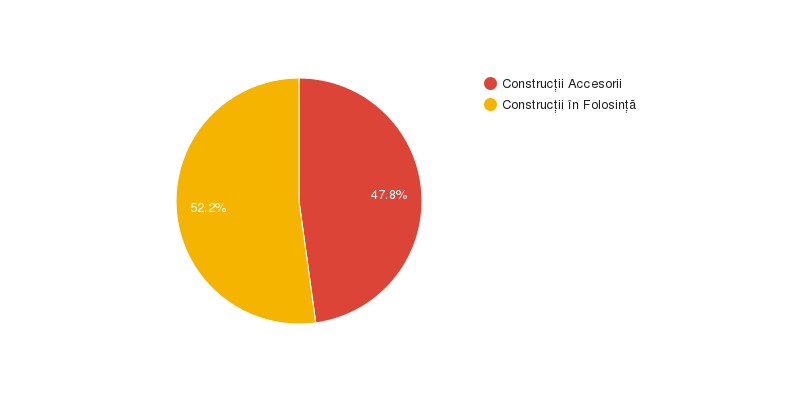 Construcții Accesorii
Construcții în Folosință
47.8%
52.2%